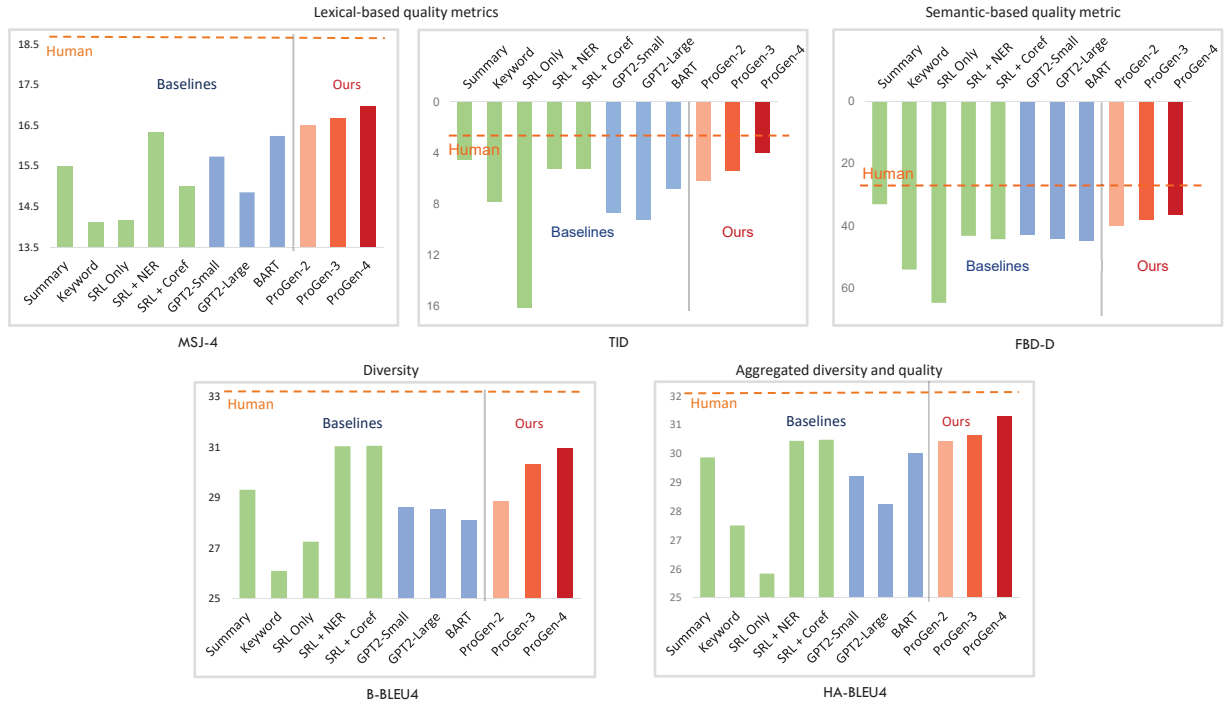 Lexical-based quality metrics
Semantic-based quality metric
18.5
17.5
16.5
15.5
14.5
13.5
Human
Baselines
Ours
Summary
Keyword
SRL Only
SRL + NER
SRL + Coref
GPT2-Small
GPT2-Large
BART
ProGen-2
ProGen-3
ProGen-4
MSJ-4
Summary
Keyword
SRL Only
SRL + NER
SRL + Coref
GPT2-Small
GPT2-Large
BART
ProGen-2
ProGen-3
ProGen-4
0
4
8
12
16
Human
Baselines
Ours
TID
Summary
Keyword
SRL Only
SRL + NER
SRL + Coref
GPT2-Small
GPT2-Large
BART
ProGen-2
ProGen-3
ProGen-4
0
20
40
60
Human
Baselines
Ours
FBD-D
Diversity
33
31
29
27
25
Human
Baselines
Ours
Summary
Keyword
SRL Only
SRL + NER
SRL + Coref
GPT2-Small
GPT2-Large
BART
ProGen-2
ProGen-3
ProGen-4
B-BLEU4
Aggregated diversity and quality
32
31
30
29
28
27
26
25
Human
Baselines
Ours
Summary
Keyword
SRL Only
SRL + NER
SRL + Coref
GPT2-Small
GPT2-Large
BART
ProGen-2
ProGen-3
ProGen-4
HA-BLEU4